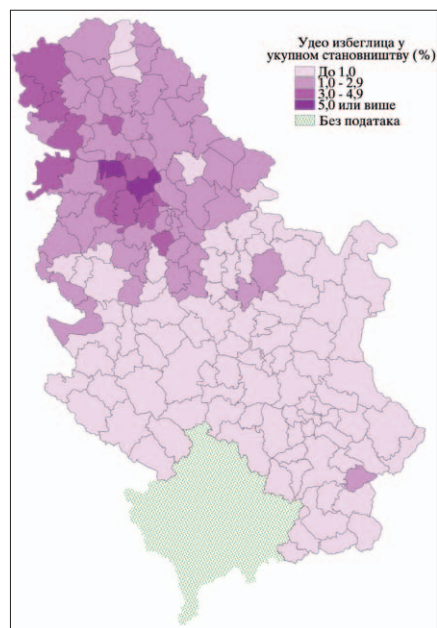 Удео избеглица у
укупном становништву (%)
До 1,0
1,0 - 2,9
3,0 - 4,9
5,0 или више
Без података